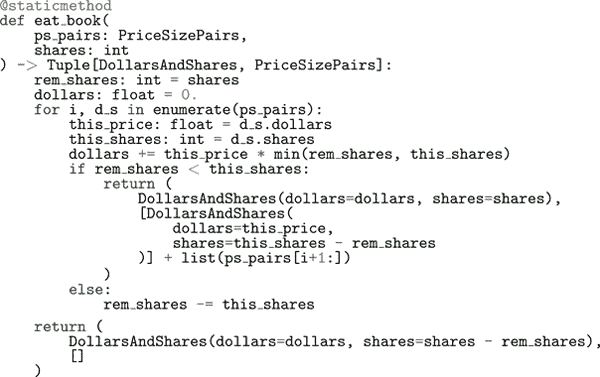 @staticmethod
def eat_book(
    ps_pairs: PriceSizePairs,
    shares: int
) -> Tuple[DollarsAndShares, PriceSizePairs]:
    rem_shares: int = shares
    dollars: float = 0.
    for i, d_s in enumerate(ps_pairs):
        this_price: float = d_s.dollars
        this_shares: int = d_s.shares
        dollars += this_price * min(rem_shares, this_shares)
        if rem_shares < this_shares:
            return (
                DollarsAndShares(dollars=dollars, shares=shares),
                [DollarsAndShares(
                    dollars=this_price,
                    shares=this_shares - rem_shares
                )] + list(ps_pairs[i+1:])
            )
        else:
            rem_shares -= this_shares
    return (
        DollarsAndShares(dollars=dollars, shares=shares - rem_shares),
        []
    )